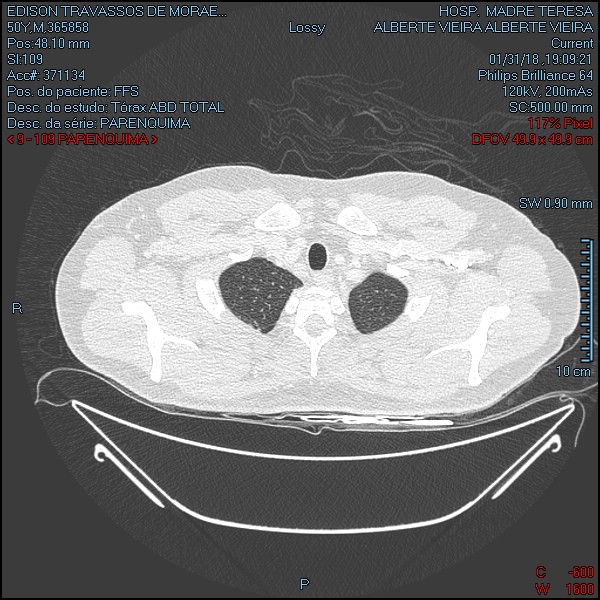 EDISON TRAVASSOS DE MORAE...
50Y,M,365858
Pos:48.10 mm
Sl:109
Acc#: 371134
Pos. do paciente: FFS
Desc. do estudo: Tórax ABD TOTAL
Desc. da série: PARENQUIMA
< 9 - 109 PARENQUIMA >
Lossy
HOSP. MADRE TERESA
ALBERTE VIEIRA ALBERTE VIEIRA
Current
01/31/18 ,19:09:21
Philips Brilliance 64
120kV, 200mAs
SC:500.00 mm
117% Pixel
DFOV 49.9 x 49.9 cm
SW 0.90 mm
R
10 cm
P
C -600
W 1600